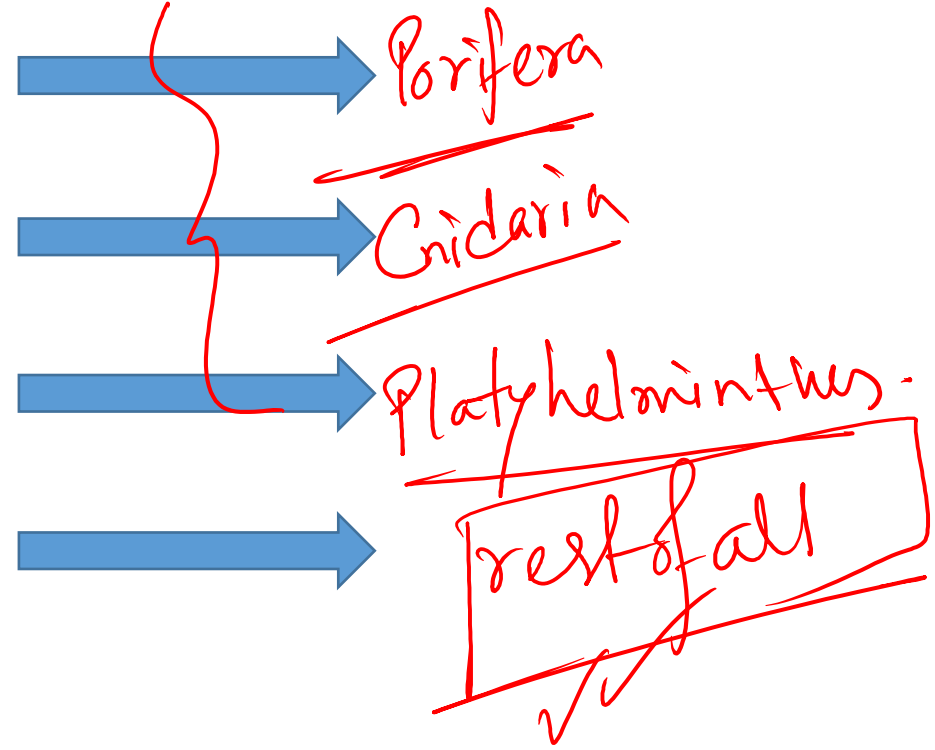 Porifera
Cnidaria
Platyhelminthes.
rest of all